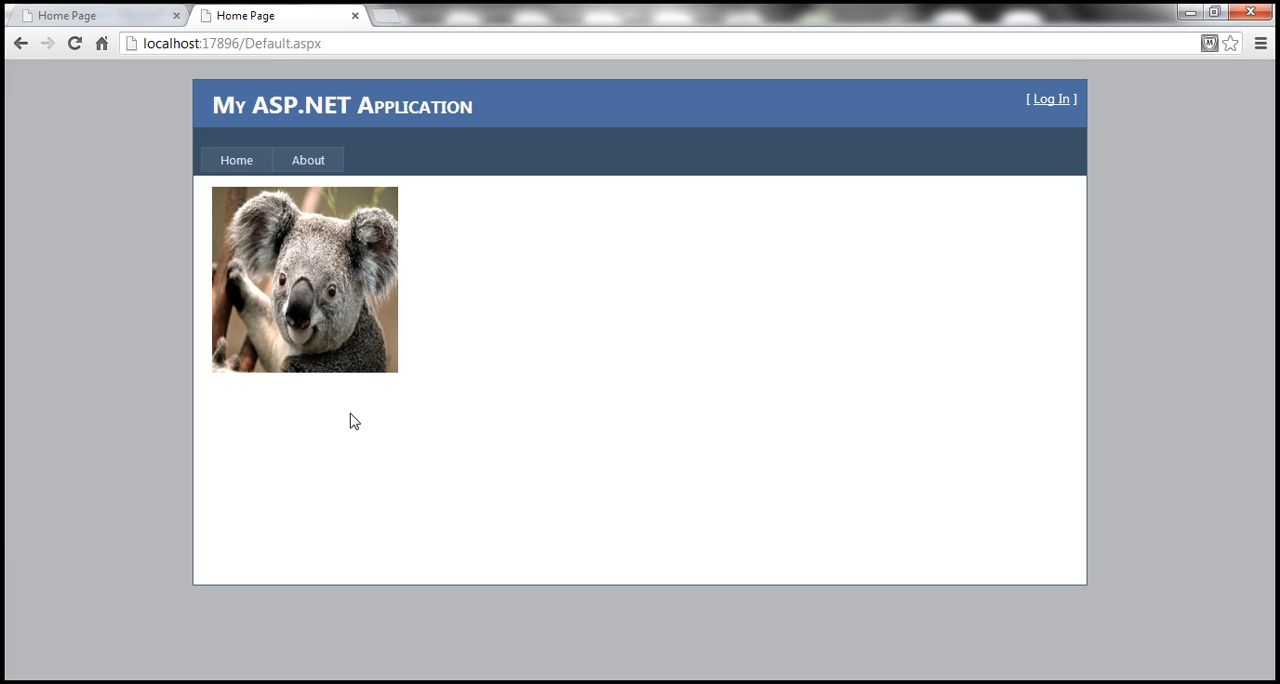 Home Page
Home Page
localhost:17896/Default.aspx
My ASP.NET Application
[ Log In ]
Home
About